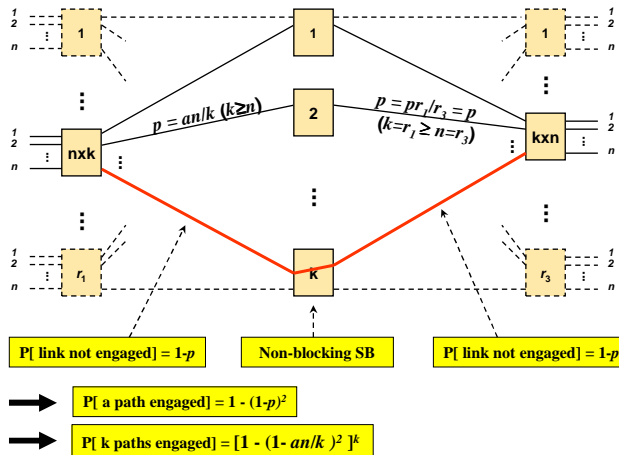 1
2
⋮
n
1
1
1
1
2
⋮
n
⋮
⋮
p = an/k (k≥n)
2
p = pr₁/r₃ = p
(k=r₁ ≥ n=r₃)
1
2
⋮
n
nxk
⋮
⋮
kxn
1
2
⋮
n
⋮
⋮
⋮
1
2
⋮
n
r₁
k
r₃
1
2
⋮
n
P[ link not engaged] = 1-p
Non-blocking SB
P[ link not engaged] = 1-p
P[ a path engaged] = 1 - (1-p)²
P[ k paths engaged] = [1 - (1- an/k )² ]ᵏ